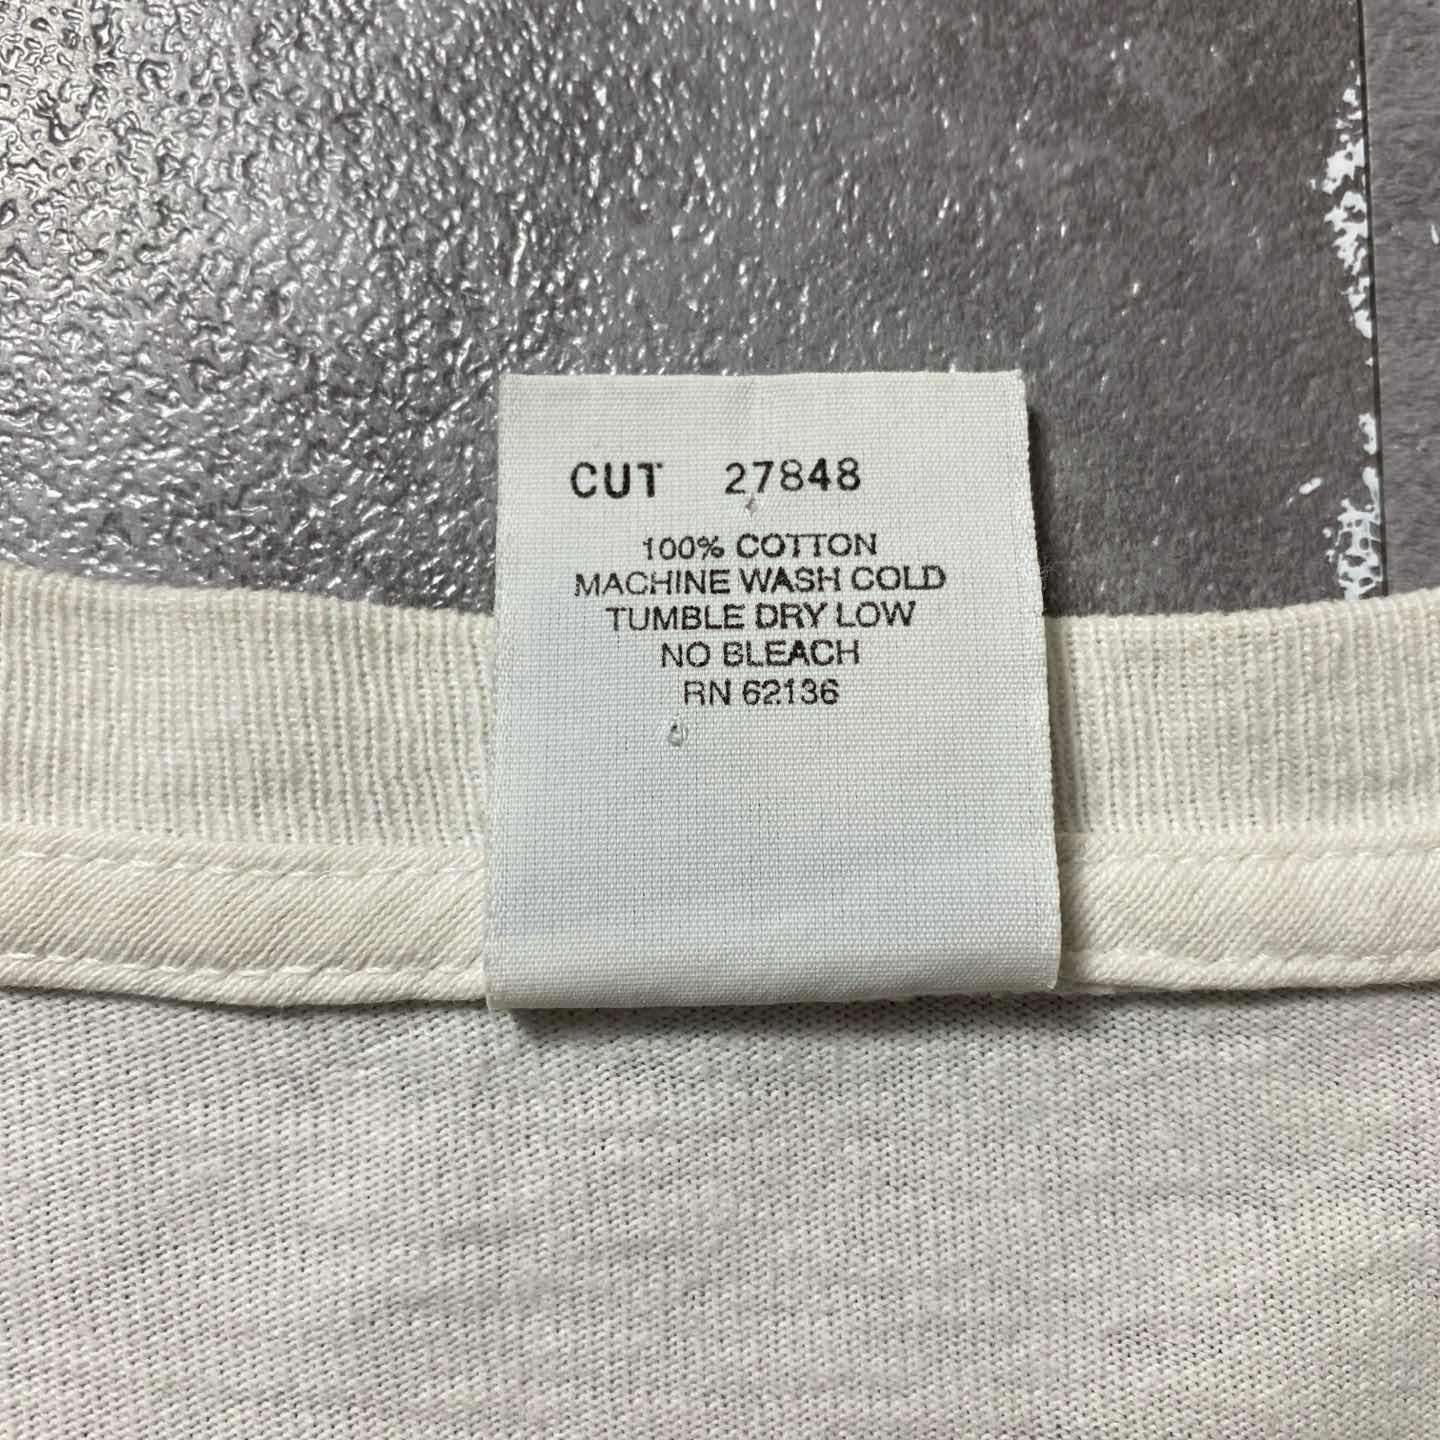 CUT 27848
100% COTTON
MACHINE WASH COLD
TUMBLE DRY LOW
NO BLEACH
RN 62136